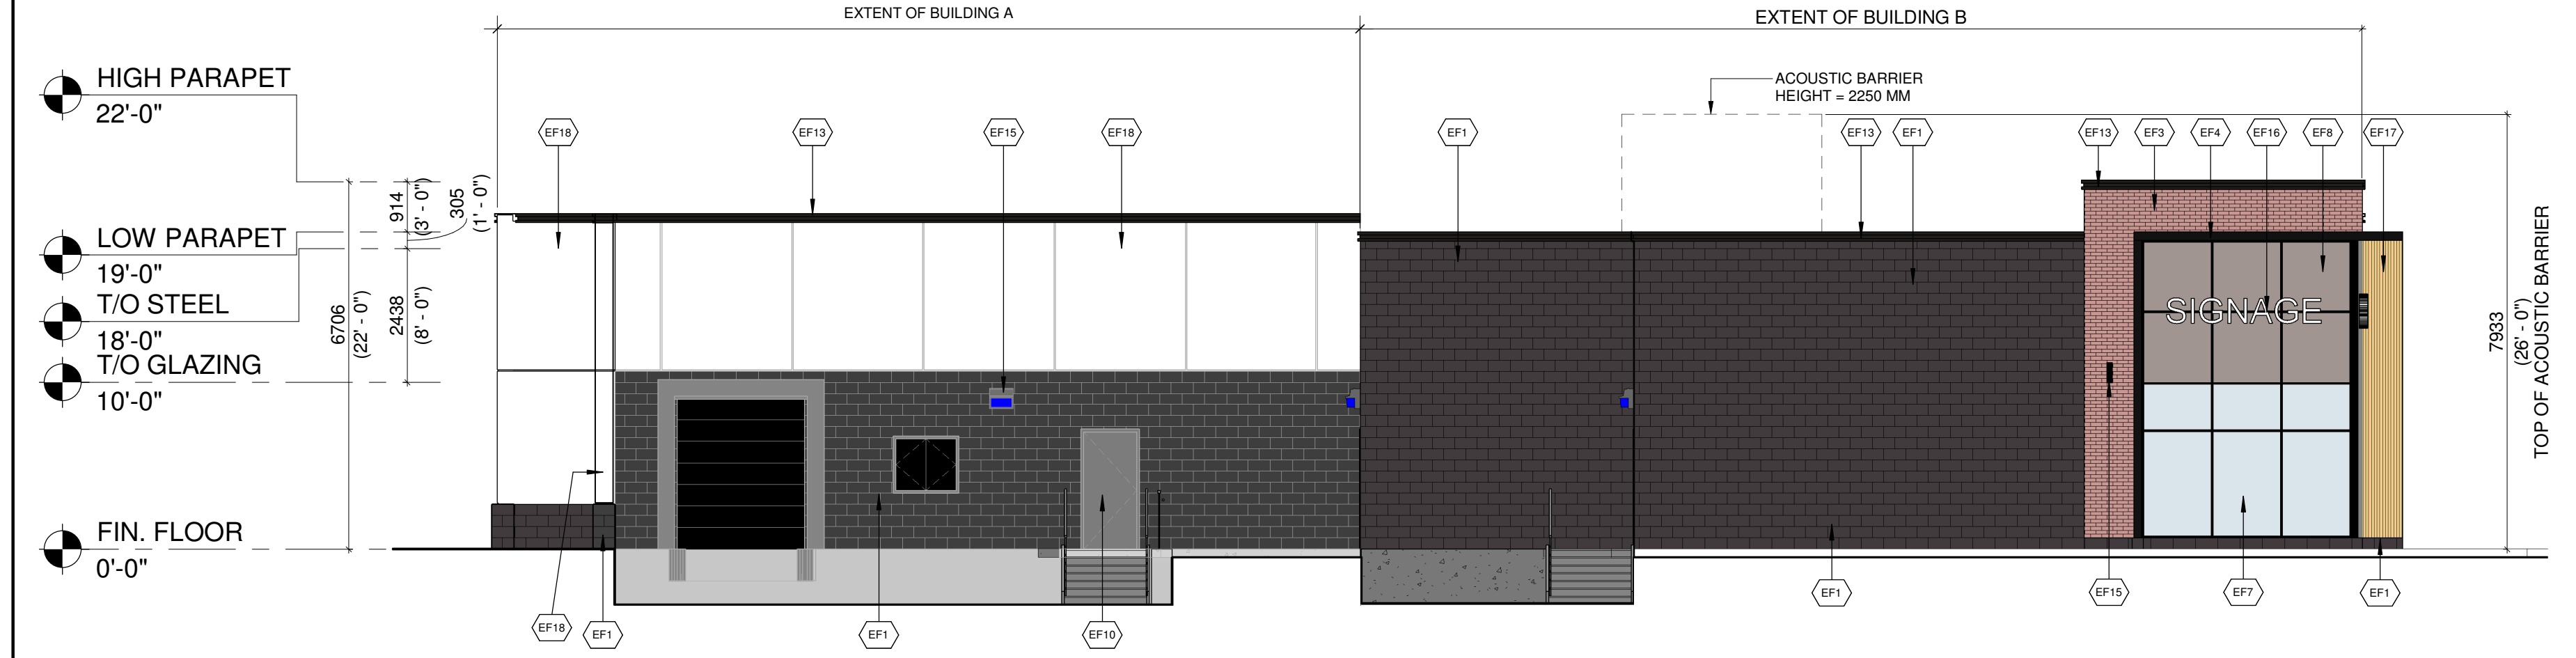 EXTENT OF BUILDING A
EXTENT OF BUILDING B
HIGH PARAPET
22'-0"
LOW PARAPET
19'-0"
T/O STEEL
18'-0"
T/O GLAZING
10'-0"
FIN. FLOOR
0'-0"
6706
(22' - 0")
914
(3' - 0")
305
(1' - 0")
2438
(8' - 0")
ACOUSTIC BARRIER
HEIGHT = 2250 MM
EF18
EF13
EF15
EF18
EF1
EF13
EF1
EF13
EF3
EF4
EF16
EF8
EF17
SIGNAGE
7933
(26' - 0")
TOP OF ACOUSTIC BARRIER
EF18
EF1
EF1
EF10
EF1
EF15
EF7
EF1